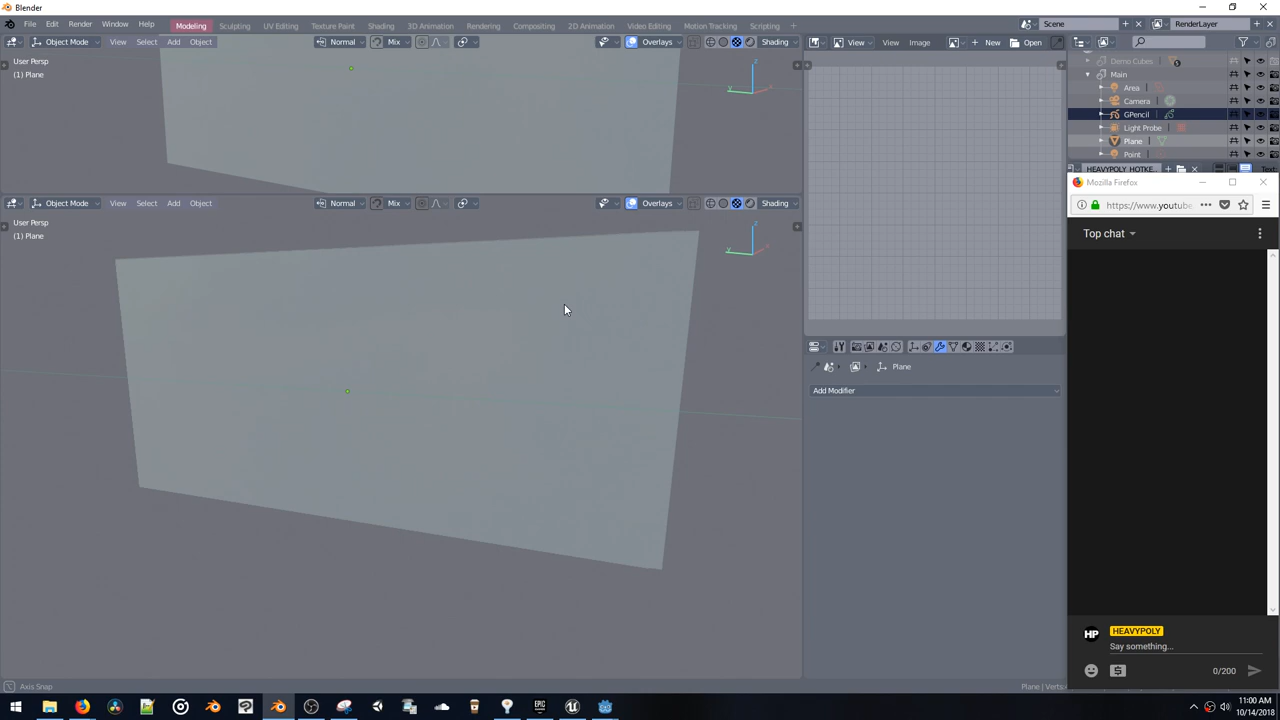 Blender
File Edit Render Window Help
Modeling Sculpting UV Editing Texture Paint Shading 3D Animation Rendering Compositing 2D Animation Video Editing Motion Tracking Scripting
Scene RenderLayer
Object Mode View Select Add Object Normal Mix Overlays Shading
View View Image New Open
User Persp
(1) Plane
Demo Cuties
Main
Area
Camera
GPencil
Light Probe
Plane
Point
HEAVYPOLY_HOTKE
Mozilla Firefox
https://www.youtube.
Top chat
Object Mode View Select Add Object Normal Mix Overlays Shading
User Persp
(1) Plane
Plane
Add Modifier
HP
HEAVYPOLY
Say something...
0/200
Axis Snap
Plane | Verts:
11:00 AM
10/14/2018